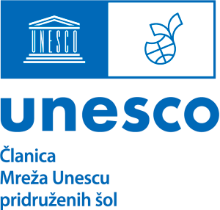 UNESCO
unesco
Članica
Mreža Unescu
pridruženih šol